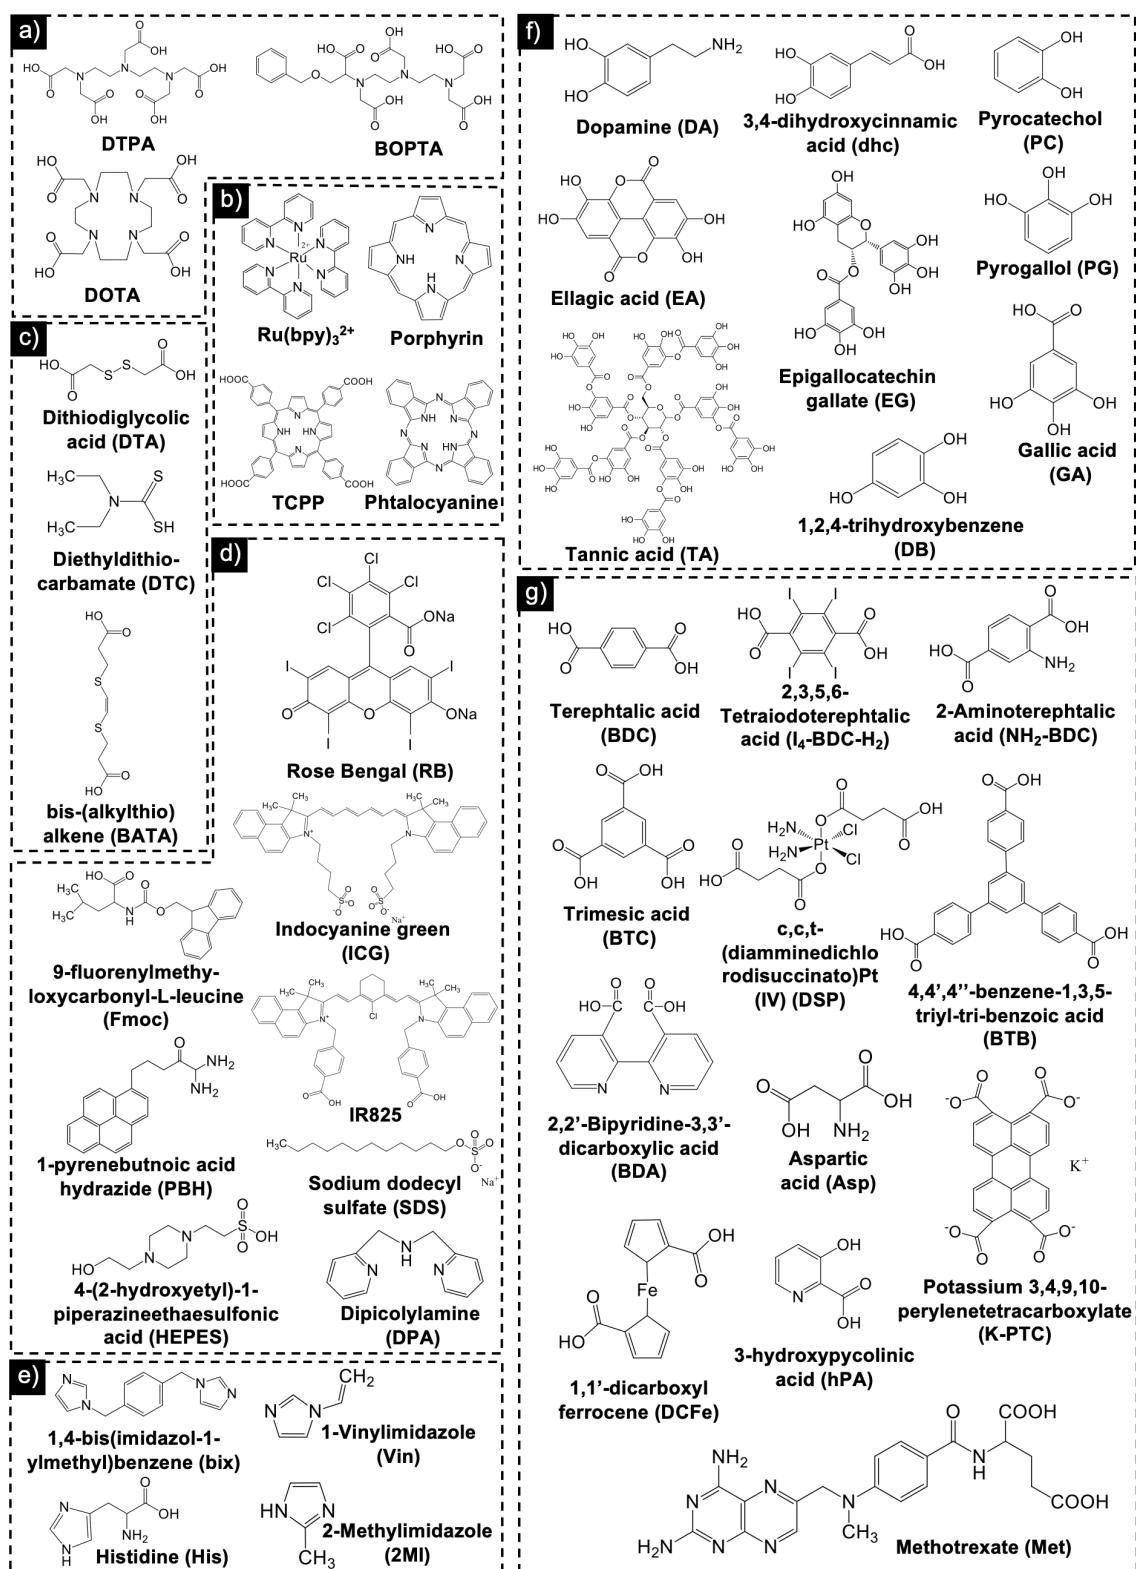 a)
DTPA
BOPTA
DOTA
b)
Ru(bpy)₃²⁺
Porphyrin
TCPP
Phtalocyanine
c)
Dithiodiglycolic
acid (DTA)
Diethyldithio-
carbamate (DTC)
bis-(alkylthio)
alkene (BATA)
d)
Rose Bengal (RB)
Indocyanine green
(ICG)
9-fluorenylmethy-
loxycarbonyl-L-leucine
(Fmoc)
IR825
1-pyrenebutnoic acid
hydrazide (PBH)
Sodium dodecyl
sulfate (SDS)
4-(2-hydroxyetyl)-1-
piperazineethaesulfonic
acid (HEPES)
Dipicolylamine
(DPA)
e)
1,4-bis(imidazol-1-
ylmethyl)benzene (bix)
1-Vinylimidazole
(Vin)
Histidine (His)
2-Methylimidazole
(2MI)
f)
Dopamine (DA)
3,4-dihydroxycinnamic
acid (dhc)
Pyrocatechol
(PC)
Ellagic acid (EA)
Epigallocatechin
gallate (EG)
Pyrogallol (PG)
Tannic acid (TA)
Gallic acid
(GA)
1,2,4-trihydroxybenzene
(DB)
g)
Terephtalic acid
(BDC)
2,3,5,6-
Tetraiodoterephtalic
acid (I₄-BDC-H₂)
2-Aminoterephtalic
acid (NH₂-BDC)
Trimesic acid
(BTC)
c,c,t-
(diamminedichlo
rodisuccinato)Pt
(IV) (DSP)
4,4',4''-benzene-1,3,5-
triyl-tri-benzoic acid
(BTB)
2,2'-Bipyridine-3,3'-
dicarboxylic acid
(BDA)
Aspartic
acid (Asp)
K⁺
Potassium 3,4,9,10-
perylenetetracarboxylate
(K-PTC)
1,1'-dicarboxyl
ferrocene (DCFe)
3-hydroxypycolinic
acid (hPA)
Methotrexate (Met)